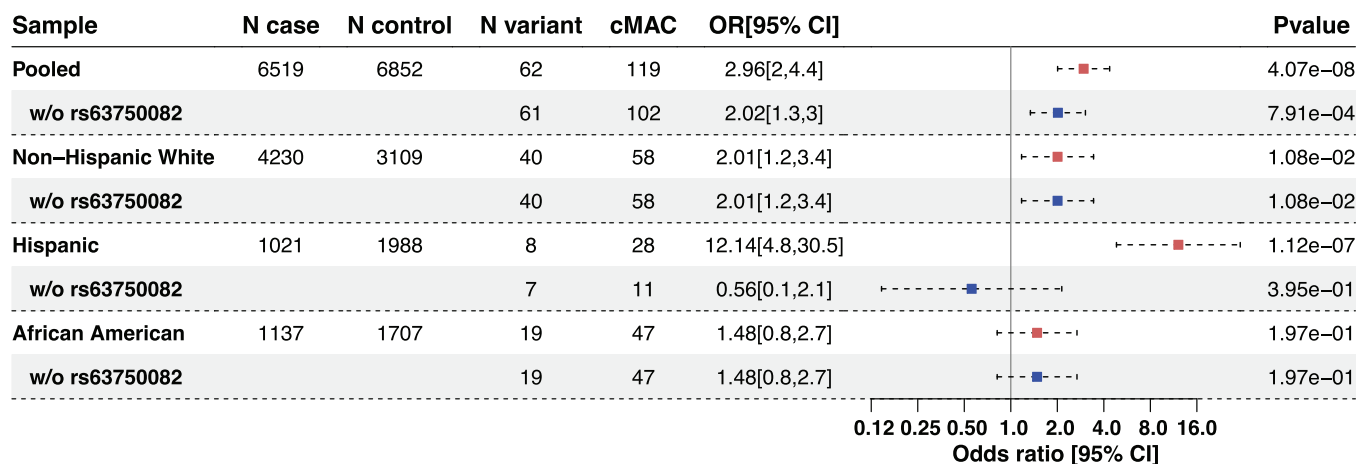 Sample N case N control N variant cMAC OR[95% CI] Pvalue
Pooled 6519 6852 62 119 2.96[2,4.4] 4.07e−08
w/o rs63750082 61 102 2.02[1.3,3] 7.91e−04
Non−Hispanic White 4230 3109 40 58 2.01[1.2,3.4] 1.08e−02
w/o rs63750082 40 58 2.01[1.2,3.4] 1.08e−02
Hispanic 1021 1988 8 28 12.14[4.8,30.5] 1.12e−07
w/o rs63750082 7 11 0.56[0.1,2.1] 3.95e−01
African American 1137 1707 19 47 1.48[0.8,2.7] 1.97e−01
w/o rs63750082 19 47 1.48[0.8,2.7] 1.97e−01
0.12 0.25 0.50 1.0 2.0 4.0 8.0 16.0
Odds ratio [95% CI]